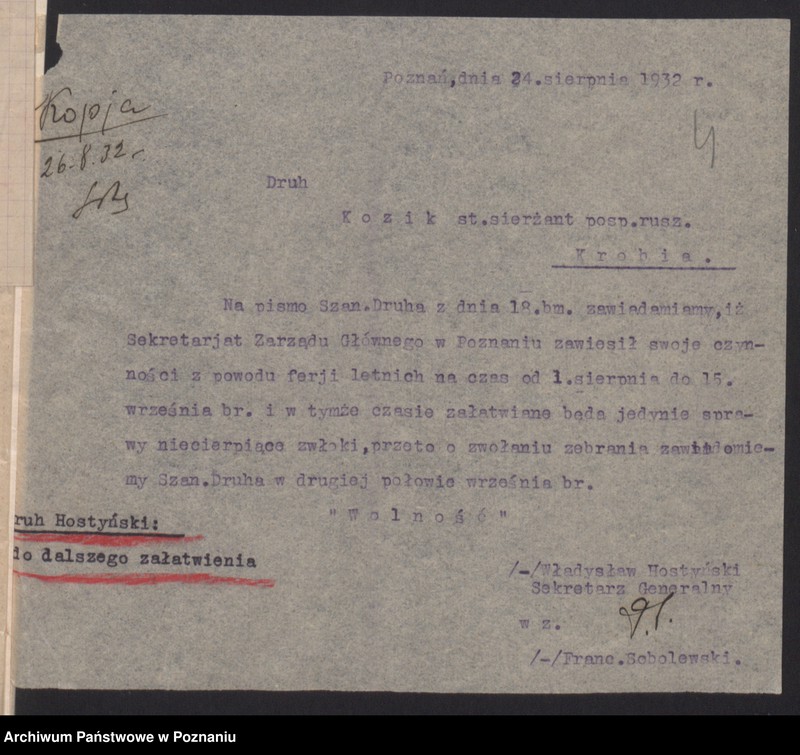 Poznań,dnia 24.sierpnia 1932 r.
Kopja
26.8.32
4
Druh
K o z i k st.sierżant posp.rusz.
K r o b i a .
Na pismo Szan.Druha z dnia 18.bm. zawiadamiamy,iż
Sekretarjat Zarządu Głównego w Poznaniu zawiesił swoje czyn-
ności z powodu ferji letnich na czas od 1.sierpnia do 15.
września br. i w tymże czasie załatwiane będą jedynie spra-
wy niecierpiące zwłoki,przeto o zwołaniu zebrania zawiadomie-
my Szan.Druha w drugiej połowie września br.
" W o l n o ś ć "
ruh Hostyński:
do dalszego załatwienia
/-/Władysław Hostyński
Sekretarz Generalny
w z.
/-/Franc.Sobolewski.
Archiwum Państwowe w Poznaniu